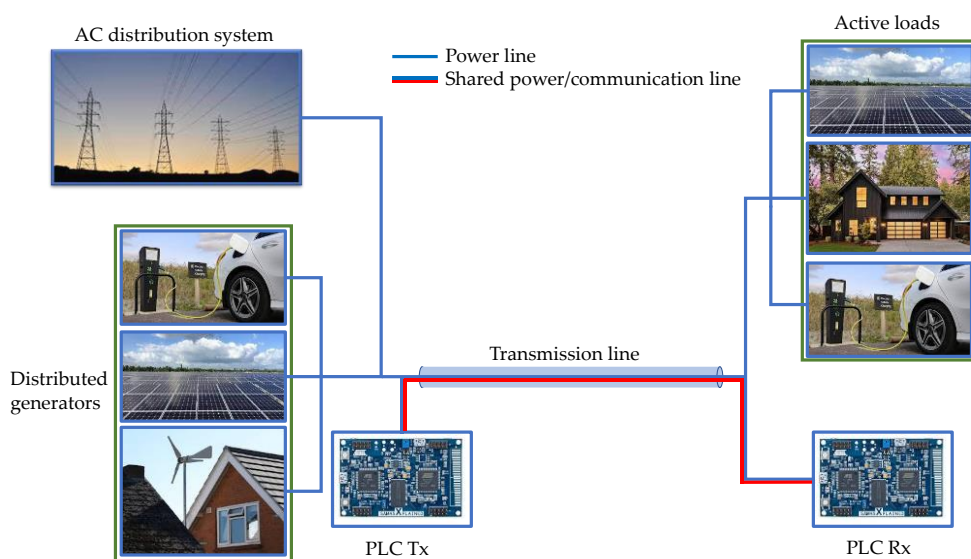 AC distribution system
Power line
Shared power/communication line
Active loads
Transmission line
Distributed
generators
PLC Tx
PLC Rx